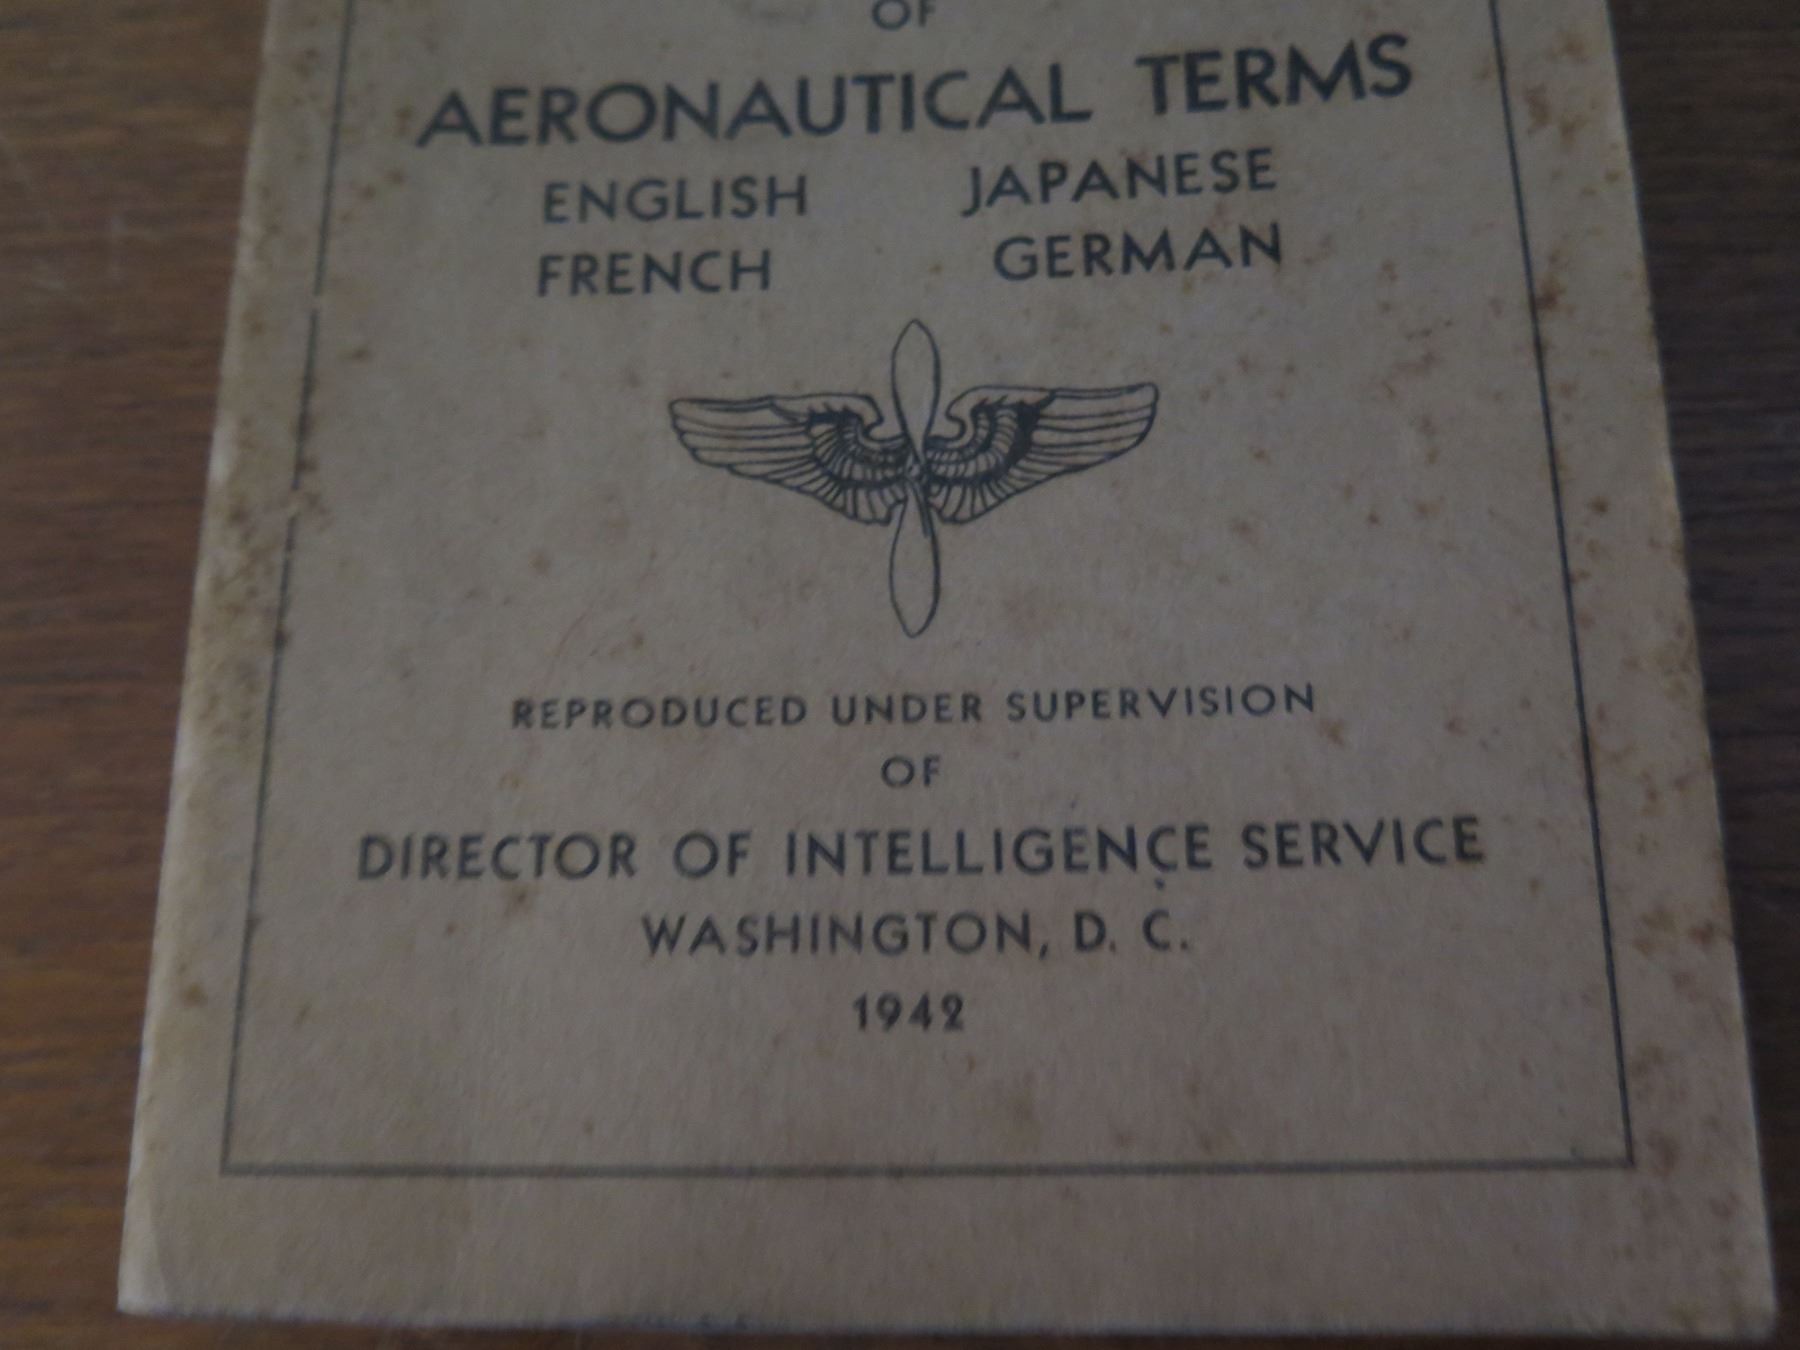 OF
AERONAUTICAL TERMS
ENGLISH JAPANESE
FRENCH GERMAN
REPRODUCED UNDER SUPERVISION
OF
DIRECTOR OF INTELLIGENCE SERVICE
WASHINGTON, D. C.
1942